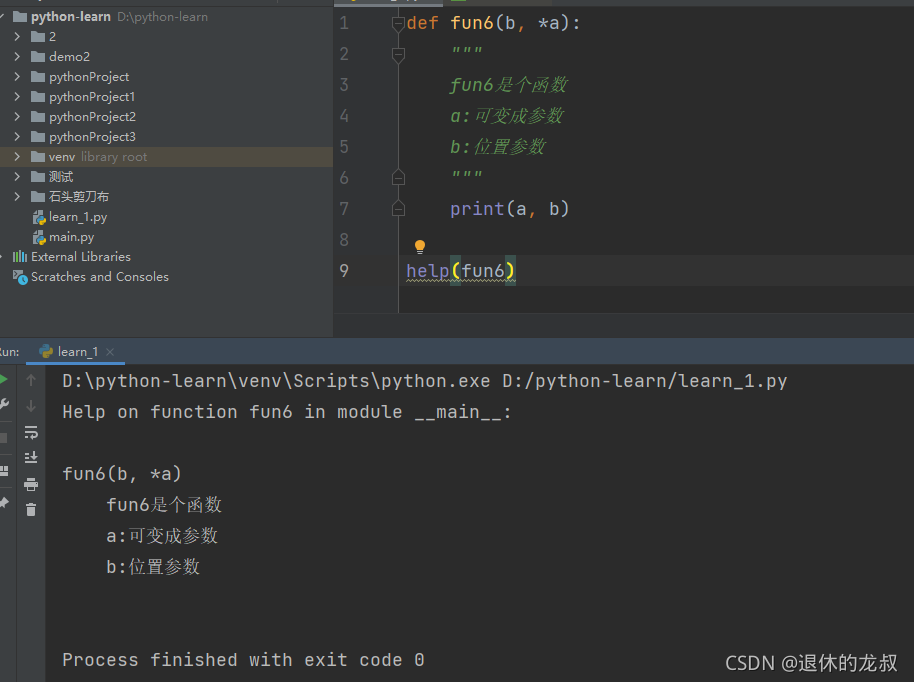 python-learn D:\python-learn
2
demo2
pythonProject
pythonProject1
pythonProject2
pythonProject3
venv library root
测试
石头剪刀布
learn_1.py
main.py
External Libraries
Scratches and Consoles
1 def fun6(b, *a):
2 """
3 fun6是个函数
4 a:可变成参数
5 b:位置参数
6 """
7 print(a, b)
8
9 help(fun6)
Run: learn_1
D:\python-learn\venv\Scripts\python.exe D:/python-learn/learn_1.py
Help on function fun6 in module __main__:
fun6(b, *a)
fun6是个函数
a:可变成参数
b:位置参数
Process finished with exit code 0
CSDN @退休的龙叔